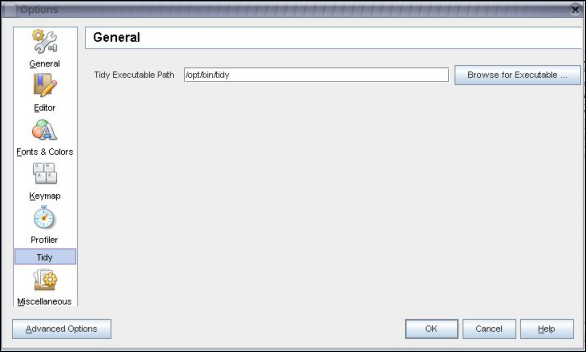 Options
General
General
Tidy Executable Path
/opt/bin/tidy
Browse for Executable ...
Editor
Fonts & Colors
Keymap
Profiler
Tidy
Miscellaneous
Advanced Options
OK
Cancel
Help